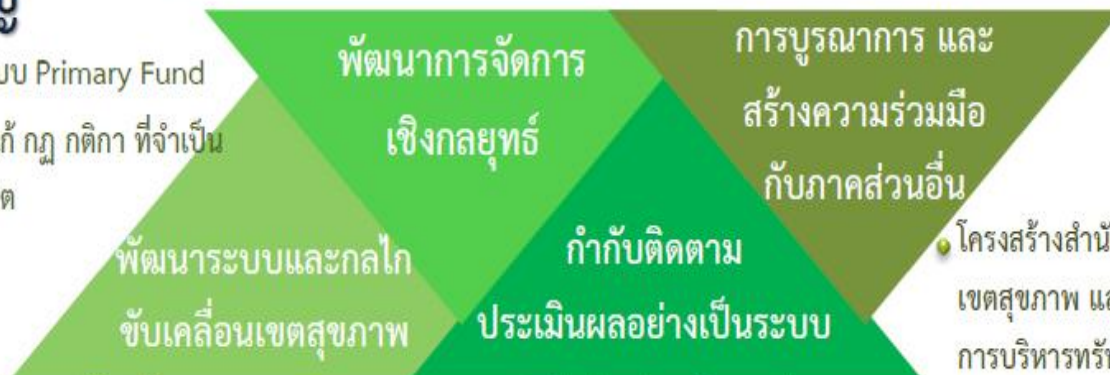 Primary Fund
กฏ กติกา ที่จำเป็น
พัฒนาการจัดการ
เชิงกลยุทธ์
การบูรณาการ และ
สร้างความร่วมมือ
กับภาคส่วนอื่น
พัฒนาระบบและกลไก
ขับเคลื่อนเขตสุขภาพ
กำกับติดตาม
ประเมินผลอย่างเป็นระบบ
โครงสร้างสำนั
เขตสุขภาพ
การบริหารทรั